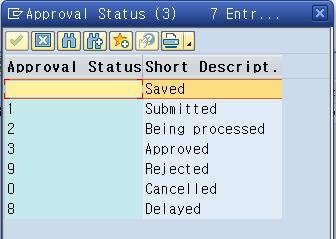 Approval Status (3) 7 Entr...
Approval Status Short Descript.
Saved
1 Submitted
2 Being processed
3 Approved
9 Rejected
0 Cancelled
8 Delayed